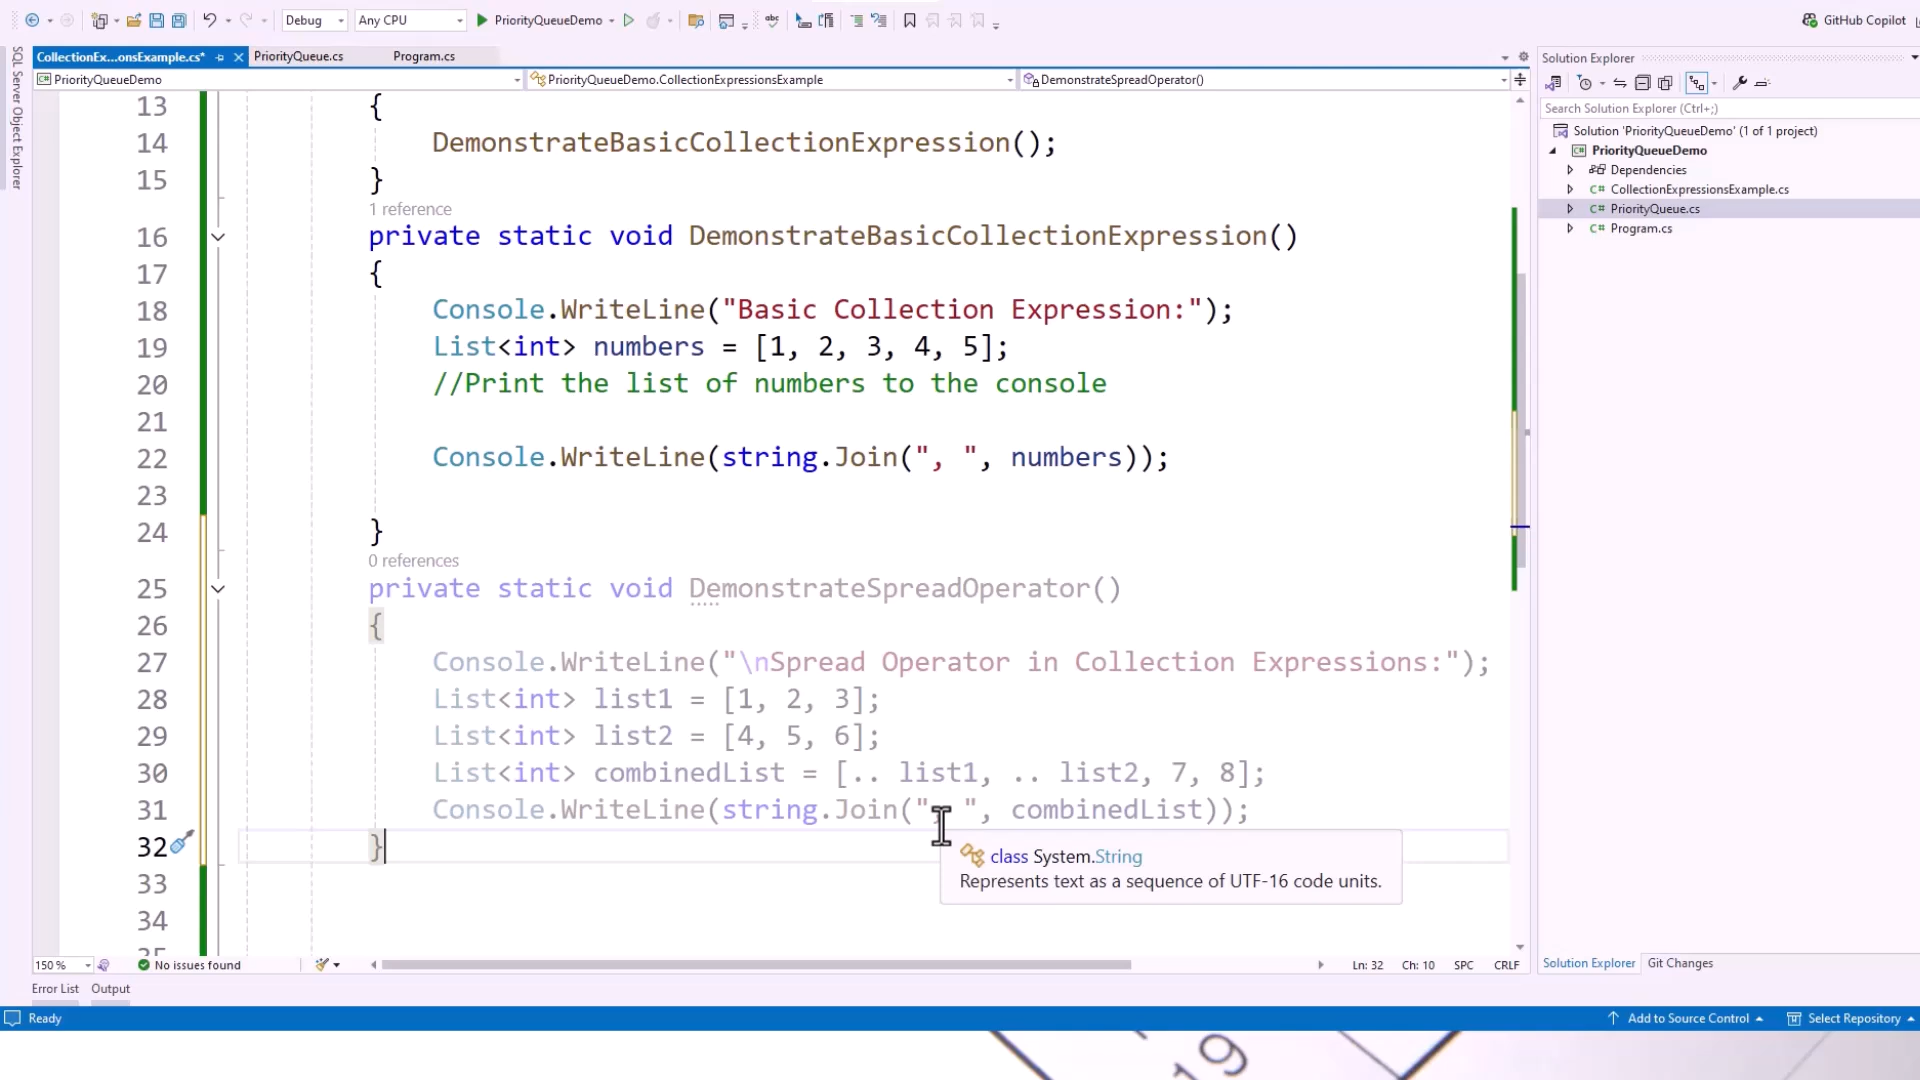 Debug
Any CPU
PriorityQueueDemo
GitHub Copilot
CollectionEx...onsExample.cs*
PriorityQueue.cs
Program.cs
Solution Explorer
PriorityQueueDemo
PriorityQueueDemo.CollectionExpressionsExample
DemonstrateSpreadOperator()
SQL Server Object Explorer
Search Solution Explorer (Ctrl+;)
Solution 'PriorityQueueDemo' (1 of 1 project)
PriorityQueueDemo
Dependencies
CollectionExpressionsExample.cs
PriorityQueue.cs
Program.cs
13 {
14 DemonstrateBasicCollectionExpression();
15 }
1 reference
16 private static void DemonstrateBasicCollectionExpression()
17 {
18 Console.WriteLine("Basic Collection Expression:");
19 List<int> numbers = [1, 2, 3, 4, 5];
20 //Print the list of numbers to the console
21
22 Console.WriteLine(string.Join(", ", numbers));
23
24 }
0 references
25 private static void DemonstrateSpreadOperator()
26 {
27 Console.WriteLine("\nSpread Operator in Collection Expressions:");
28 List<int> list1 = [1, 2, 3];
29 List<int> list2 = [4, 5, 6];
30 List<int> combinedList = [.. list1, .. list2, 7, 8];
31 Console.WriteLine(string.Join(", ", combinedList));
32 }
class System.String
Represents text as a sequence of UTF-16 code units.
33
34
35
150 %
No issues found
Ln: 32
Ch: 10
SPC
CRLF
Solution Explorer
Git Changes
Error List
Output
Ready
Add to Source Control
Select Repository
19